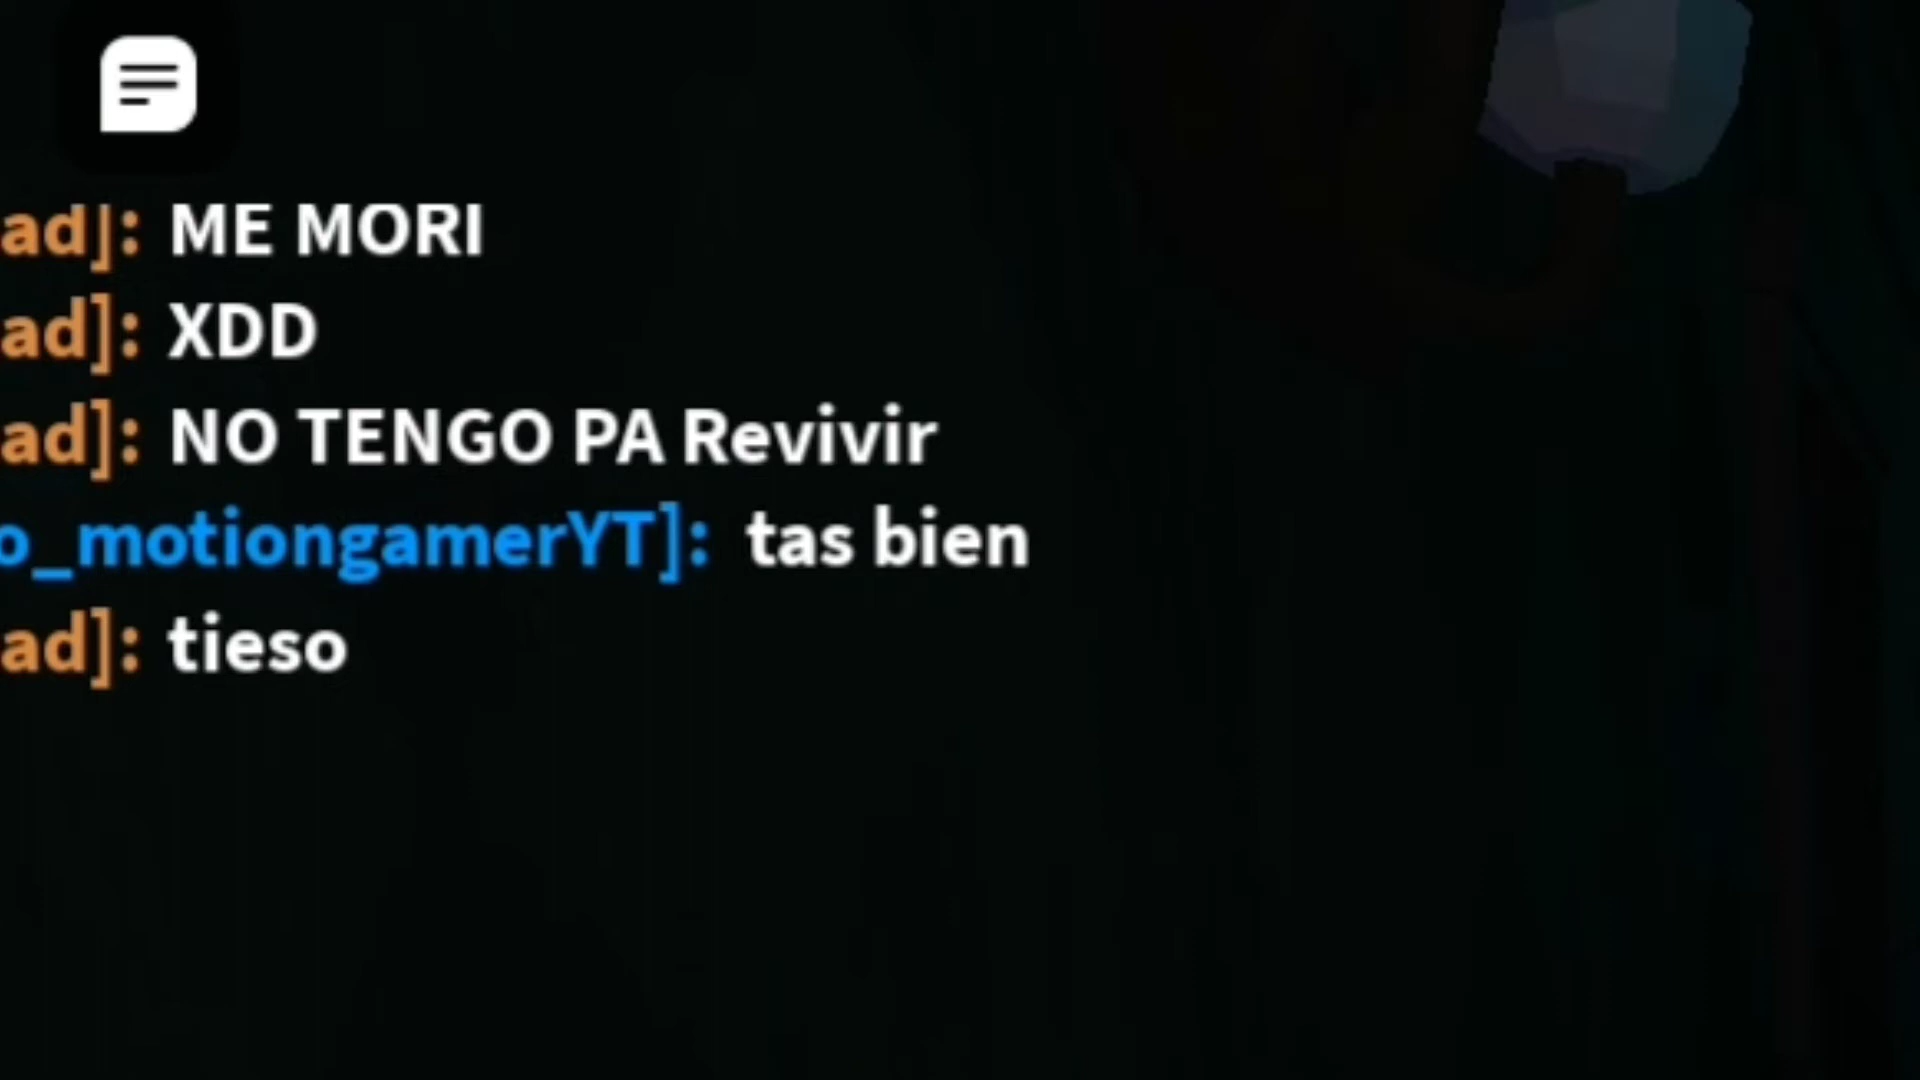 ad]: ME MORI
ad]: XDD
ad]: NO TENGO PA Revivir
o_motiongamerYT]: tas bien
ad]: tieso